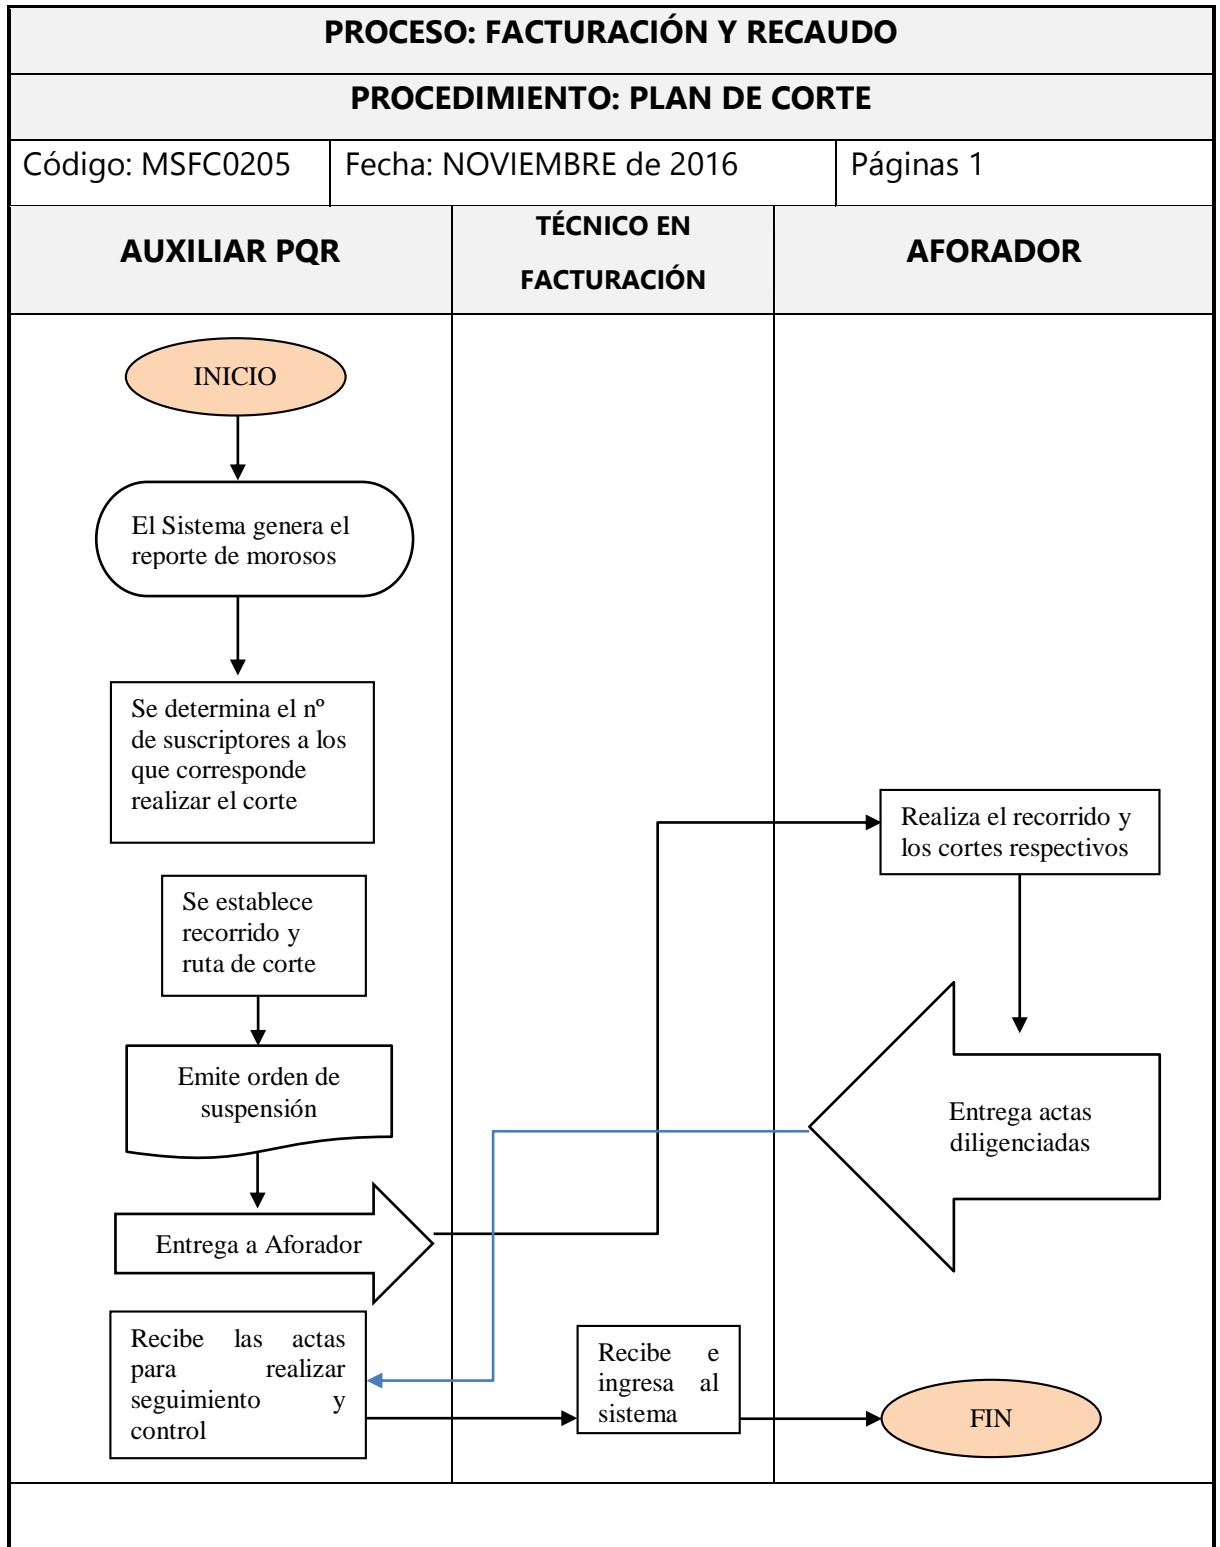 PROCESO: FACTURACIÓN Y RECAUDO
PROCEDIMIENTO: PLAN DE CORTE
Código: MSFC0205
Fecha: NOVIEMBRE de 2016
Páginas 1
AUXILIAR PQR
TÉCNICO EN
FACTURACIÓN
AFORADOR
INICIO
El Sistema genera el
reporte de morosos
Se determina el nº
de suscriptores a los
que corresponde
realizar el corte
Se establece
recorrido y
ruta de corte
Emite orden de
suspensión
Entrega a Aforador
Realiza el recorrido y
los cortes respectivos
Entrega actas
diligenciadas
Recibe las actas
para realizar
seguimiento y
control
Recibe e
ingresa al
sistema
FIN